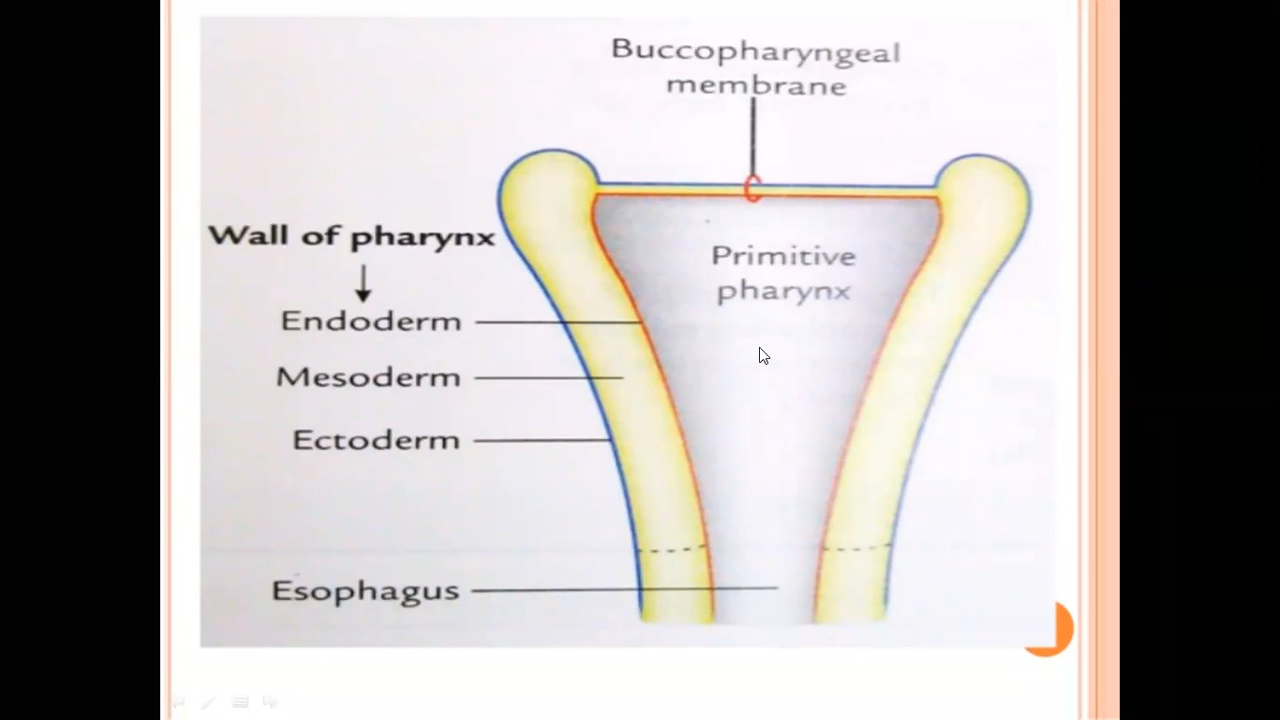 Buccopharyngeal
membrane
Wall of pharynx
Primitive
pharynx
Endoderm
Mesoderm
Ectoderm
Esophagus